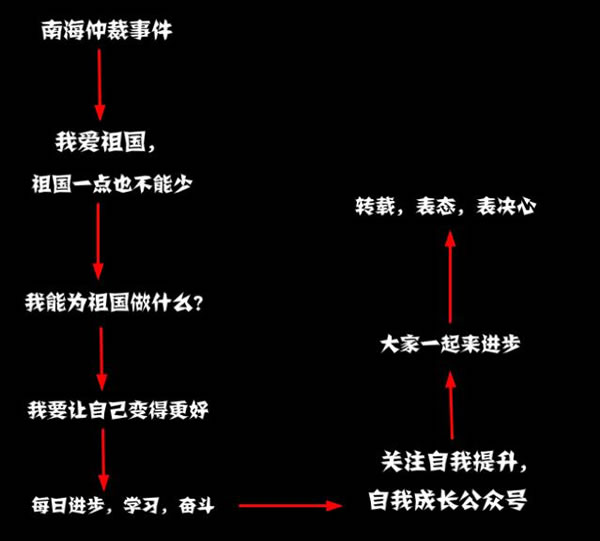 南海仲裁事件
我爱祖国，
祖国一点也不能少
我能为祖国做什么？
我要让自己变得更好
每日进步，学习，奋斗
关注自我提升，
自我成长公众号
大家一起来进步
转载，表态，表决心